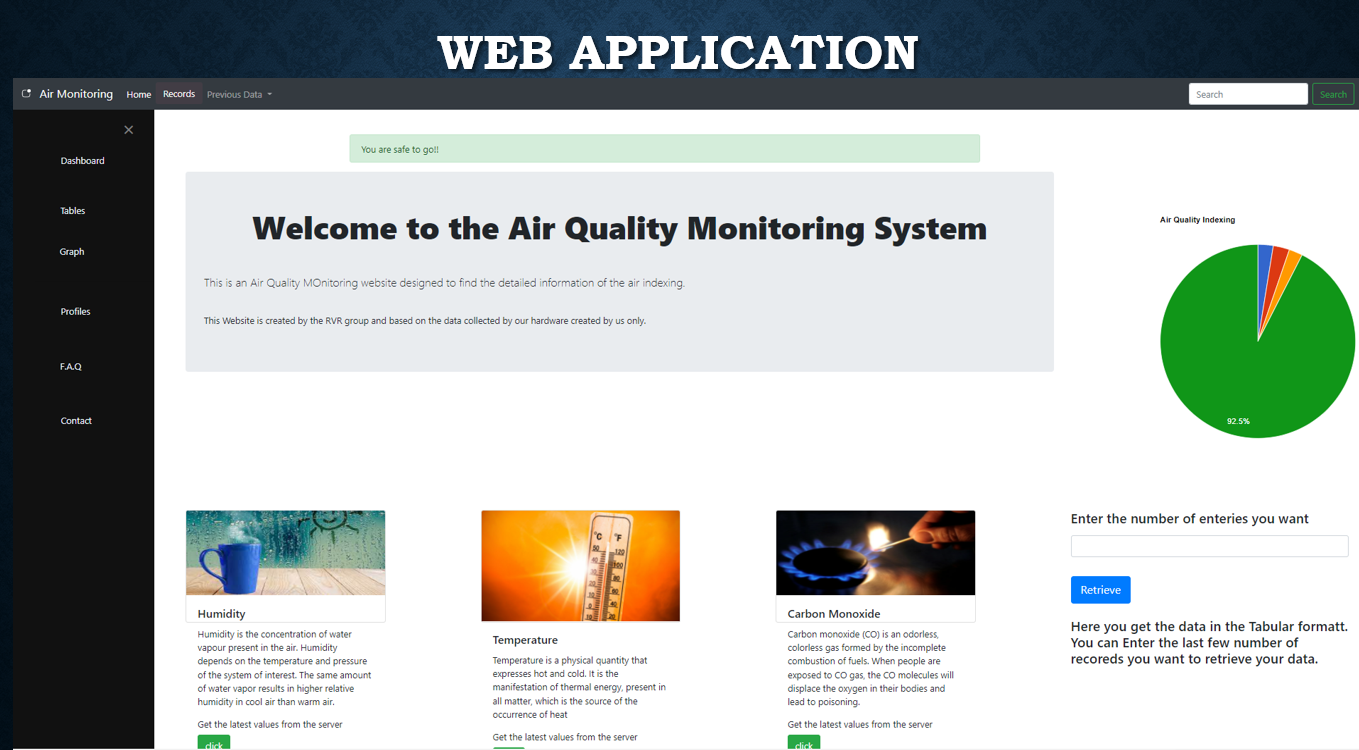 WEB APPLICATION
Air Monitoring Home Records Previous Data Search Search
Dashboard
Tables
Graph
Profiles
F.A.Q
Contact
You are safe to go!!
Welcome to the Air Quality Monitoring System
This is an Air Quality MOnitoring website designed to find the detailed information of the air indexing.
This Website is created by the RVR group and based on the data collected by our hardware created by us only.
Air Quality Indexing
92.5%
Humidity
Humidity is the concentration of water
vapour present in the air. Humidity
depends on the temperature and pressure
of the system of interest. The same amount
of water vapor results in higher relative
humidity in cool air than warm air.
Get the latest values from the server
click
°C °F
50 120
40 100
30 80
20 60
10 40
0 20
Temperature
Temperature is a physical quantity that
expresses hot and cold. It is the
manifestation of thermal energy, present in
all matter, which is the source of the
occurrence of heat
Get the latest values from the server
Carbon Monoxide
Carbon monoxide (CO) is an odorless,
colorless gas formed by the incomplete
combustion of fuels. When people are
exposed to CO gas, the CO molecules will
displace the oxygen in their bodies and
lead to poisoning.
Get the latest values from the server
click
Enter the number of enteries you want
Retrieve
Here you get the data in the Tabular formatt.
You can Enter the last few number of
recoreds you want to retrieve your data.